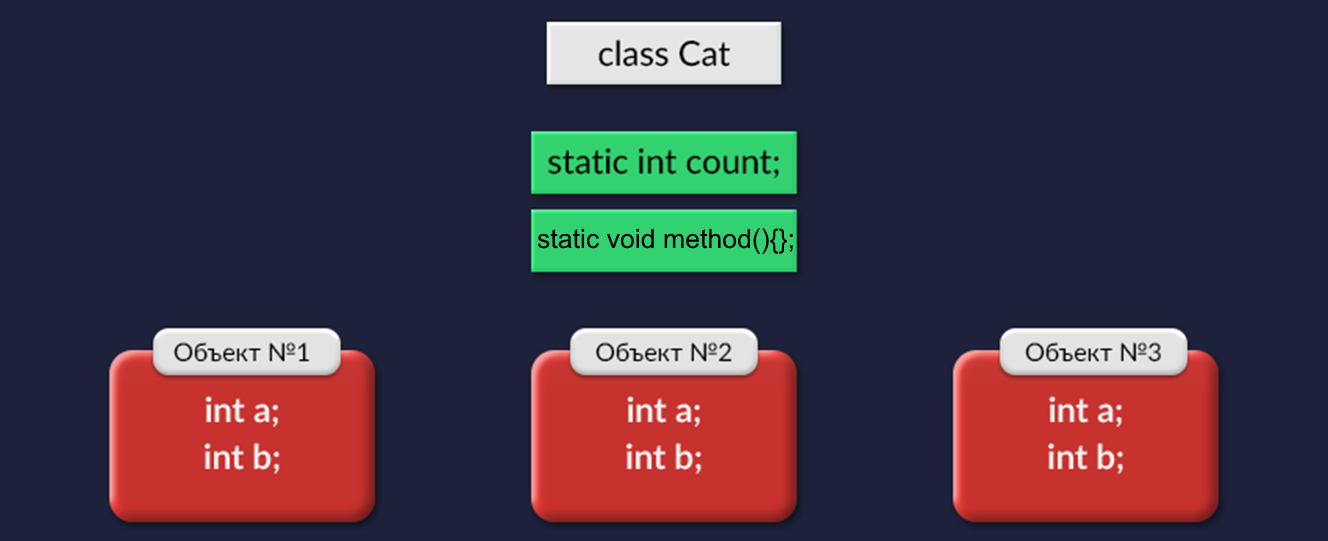 class Cat
static int count;
static void method(){};
Объект №1
Объект №2
Объект №3
int a;
int b;
int a;
int b;
int a;
int b;